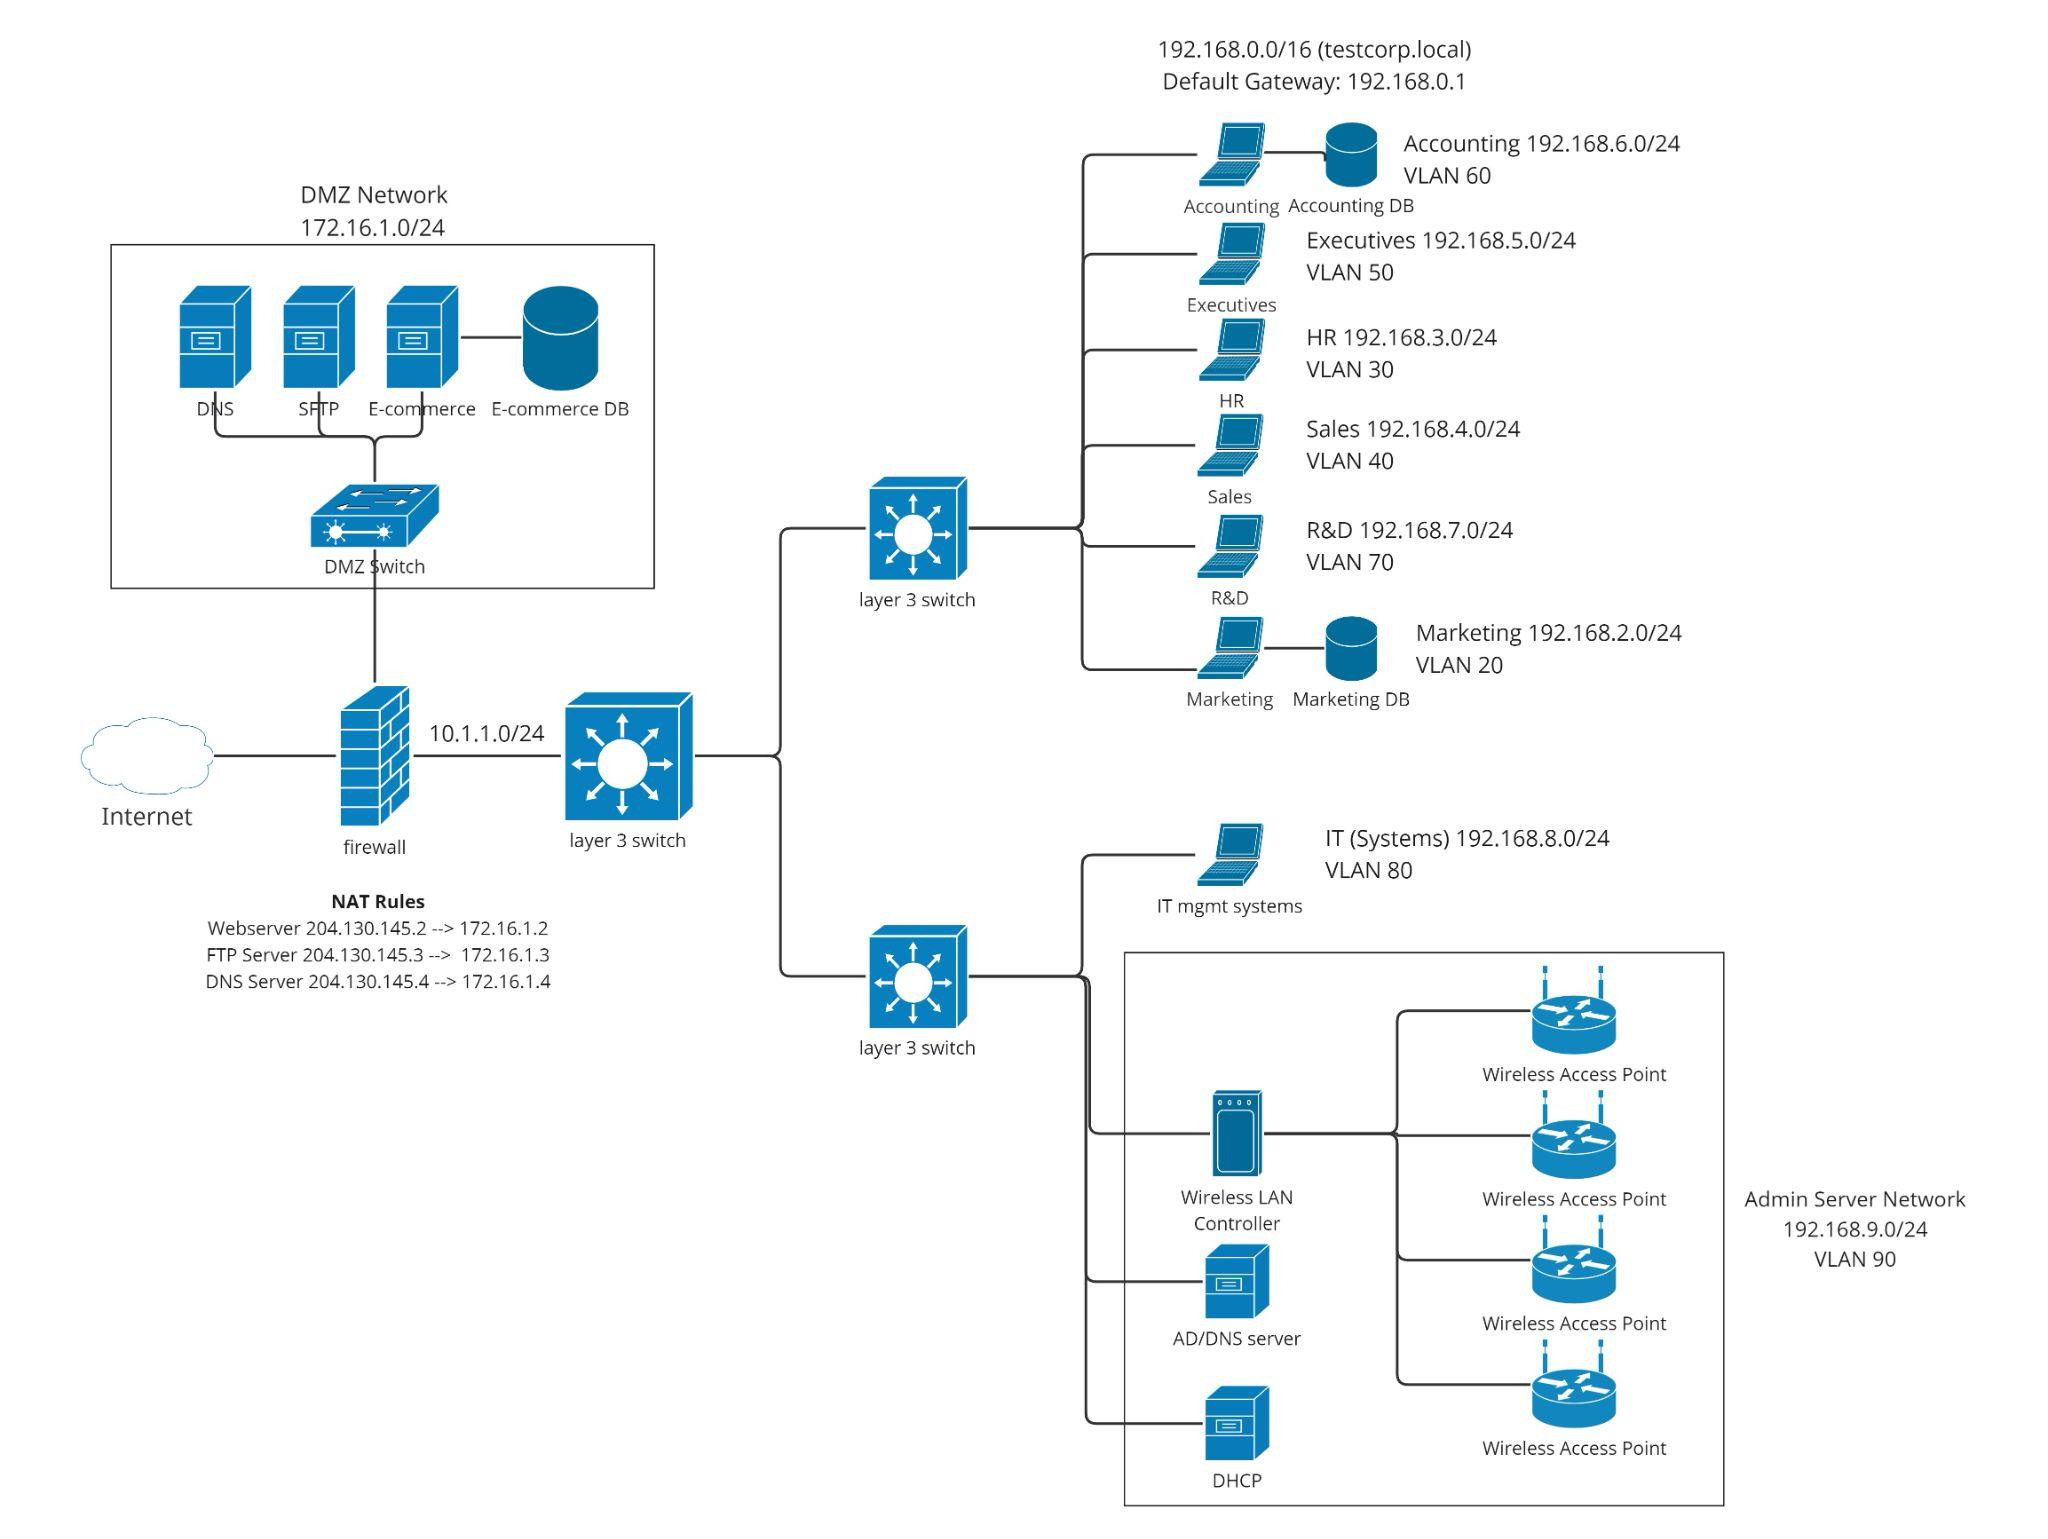 192.168.0.0/16 (testcorp.local)
Default Gateway: 192.168.0.1
DMZ Network
172.16.1.0/24
DNS
SFTP
E-commerce
E-commerce DB
DMZ Switch
Internet
firewall
10.1.1.0/24
layer 3 switch
NAT Rules
Webserver 204.130.145.2 --> 172.16.1.2
FTP Server 204.130.145.3 -->  172.16.1.3
DNS Server 204.130.145.4 --> 172.16.1.4
layer 3 switch
Accounting
Accounting DB
Accounting 192.168.6.0/24
VLAN 60
Executives
Executives 192.168.5.0/24
VLAN 50
HR
HR 192.168.3.0/24
VLAN 30
Sales
Sales 192.168.4.0/24
VLAN 40
R&D
R&D 192.168.7.0/24
VLAN 70
Marketing
Marketing DB
Marketing 192.168.2.0/24
VLAN 20
layer 3 switch
IT mgmt systems
IT (Systems) 192.168.8.0/24
VLAN 80
Wireless LAN
Controller
AD/DNS server
DHCP
Wireless Access Point
Wireless Access Point
Wireless Access Point
Wireless Access Point
Admin Server Network
192.168.9.0/24
VLAN 90